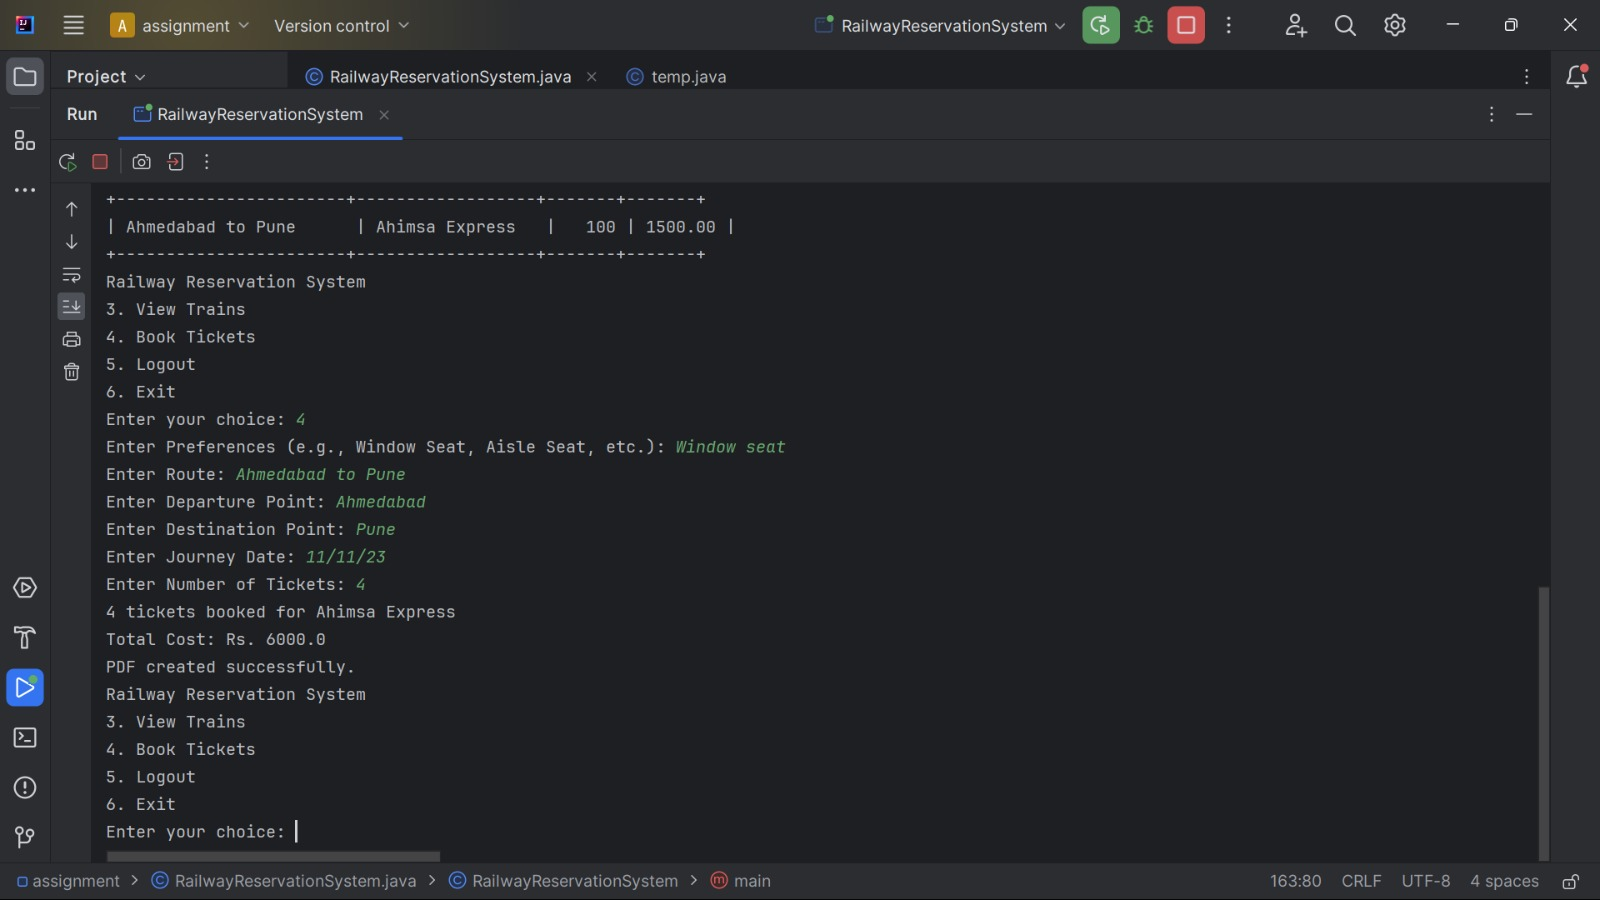 A assignment Version control RailwayReservationSystem
Project RailwayReservationSystem.java temp.java
Run RailwayReservationSystem
+-----------------------+------------------+-------+-------+
| Ahmedabad to Pune      | Ahimsa Express   |   100 | 1500.00 |
+-----------------------+------------------+-------+-------+
Railway Reservation System
3. View Trains
4. Book Tickets
5. Logout
6. Exit
Enter your choice: 4
Enter Preferences (e.g., Window Seat, Aisle Seat, etc.): Window seat
Enter Route: Ahmedabad to Pune
Enter Departure Point: Ahmedabad
Enter Destination Point: Pune
Enter Journey Date: 11/11/23
Enter Number of Tickets: 4
4 tickets booked for Ahimsa Express
Total Cost: Rs. 6000.0
PDF created successfully.
Railway Reservation System
3. View Trains
4. Book Tickets
5. Logout
6. Exit
Enter your choice:
assignment > RailwayReservationSystem.java > RailwayReservationSystem > main 163:80 CRLF UTF-8 4 spaces